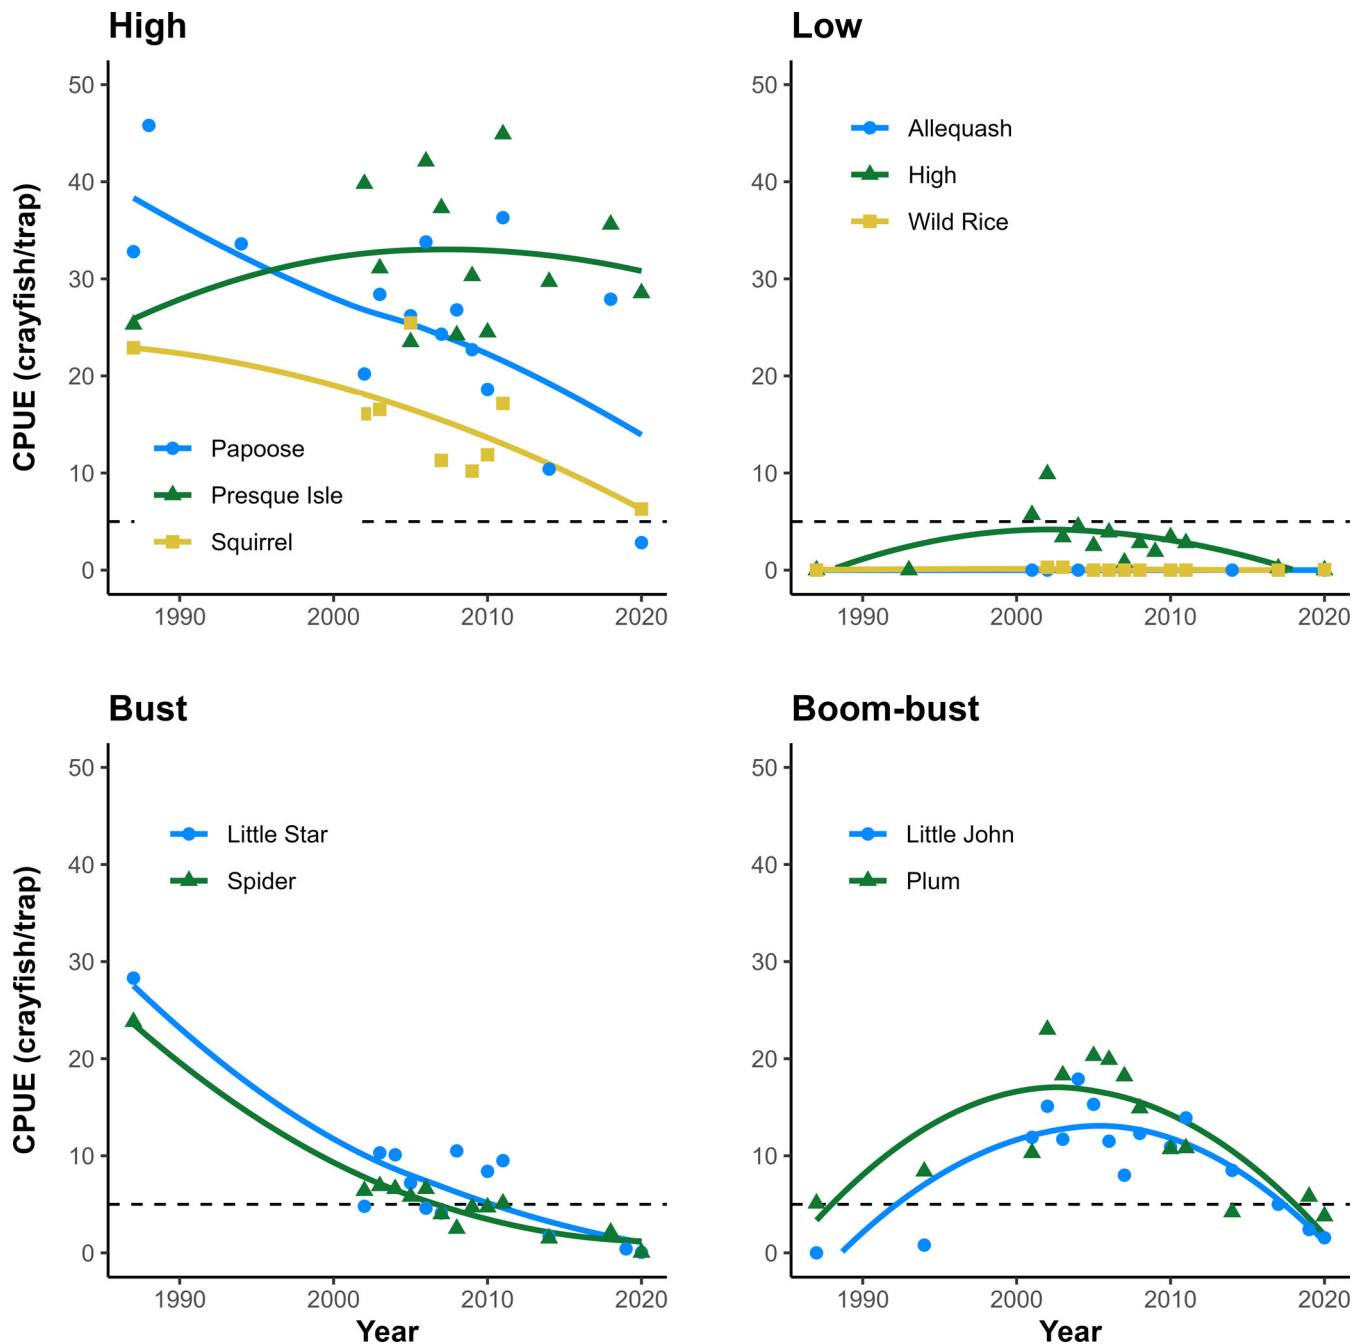 High
Low
50
40
30
20
10
0
CPUE (crayfish/trap)
Papoose
Presque Isle
Squirrel
1990
2000
2010
2020
50
40
30
20
10
0
Allequash
High
Wild Rice
1990
2000
2010
2020
Bust
Boom-bust
50
40
30
20
10
0
CPUE (crayfish/trap)
Little Star
Spider
1990
2000
2010
2020
Year
50
40
30
20
10
0
Little John
Plum
1990
2000
2010
2020
Year